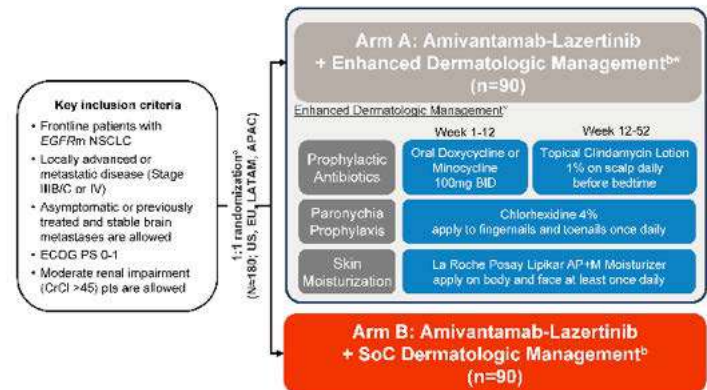 Key inclusion criteria
• Frontline patients with
EGFRm NSCLC
• Locally advanced or
metastatic disease (Stage
IIIB/C or IV)
• Asymptomatic or previously
treated and stable brain
metastases are allowed
• ECOG PS 0-1
• Moderate renal impairment
(CrCl >45) pts are allowed
1:1 randomizationᵃ
(N=180; US, EU, LATAM, APAC)
Arm A: Amivantamab-Lazertinib
+ Enhanced Dermatologic Managementᵇ*
(n=90)
Enhanced Dermatologic Management
Week 1-12
Week 12-52
Prophylactic
Antibiotics
Oral Doxycycline or
Minocycline
100mg BID
Topical Clindamycin Lotion
1% on scalp daily
before bedtime
Paronychia
Prophylaxis
Chlorhexidine 4%
apply to fingernails and toenails once daily
Skin
Moisturization
La Roche Posay Lipikar AP+M Moisturizer
apply on body and face at least once daily
Arm B: Amivantamab-Lazertinib
+ SoC Dermatologic Managementᵇ
(n=90)